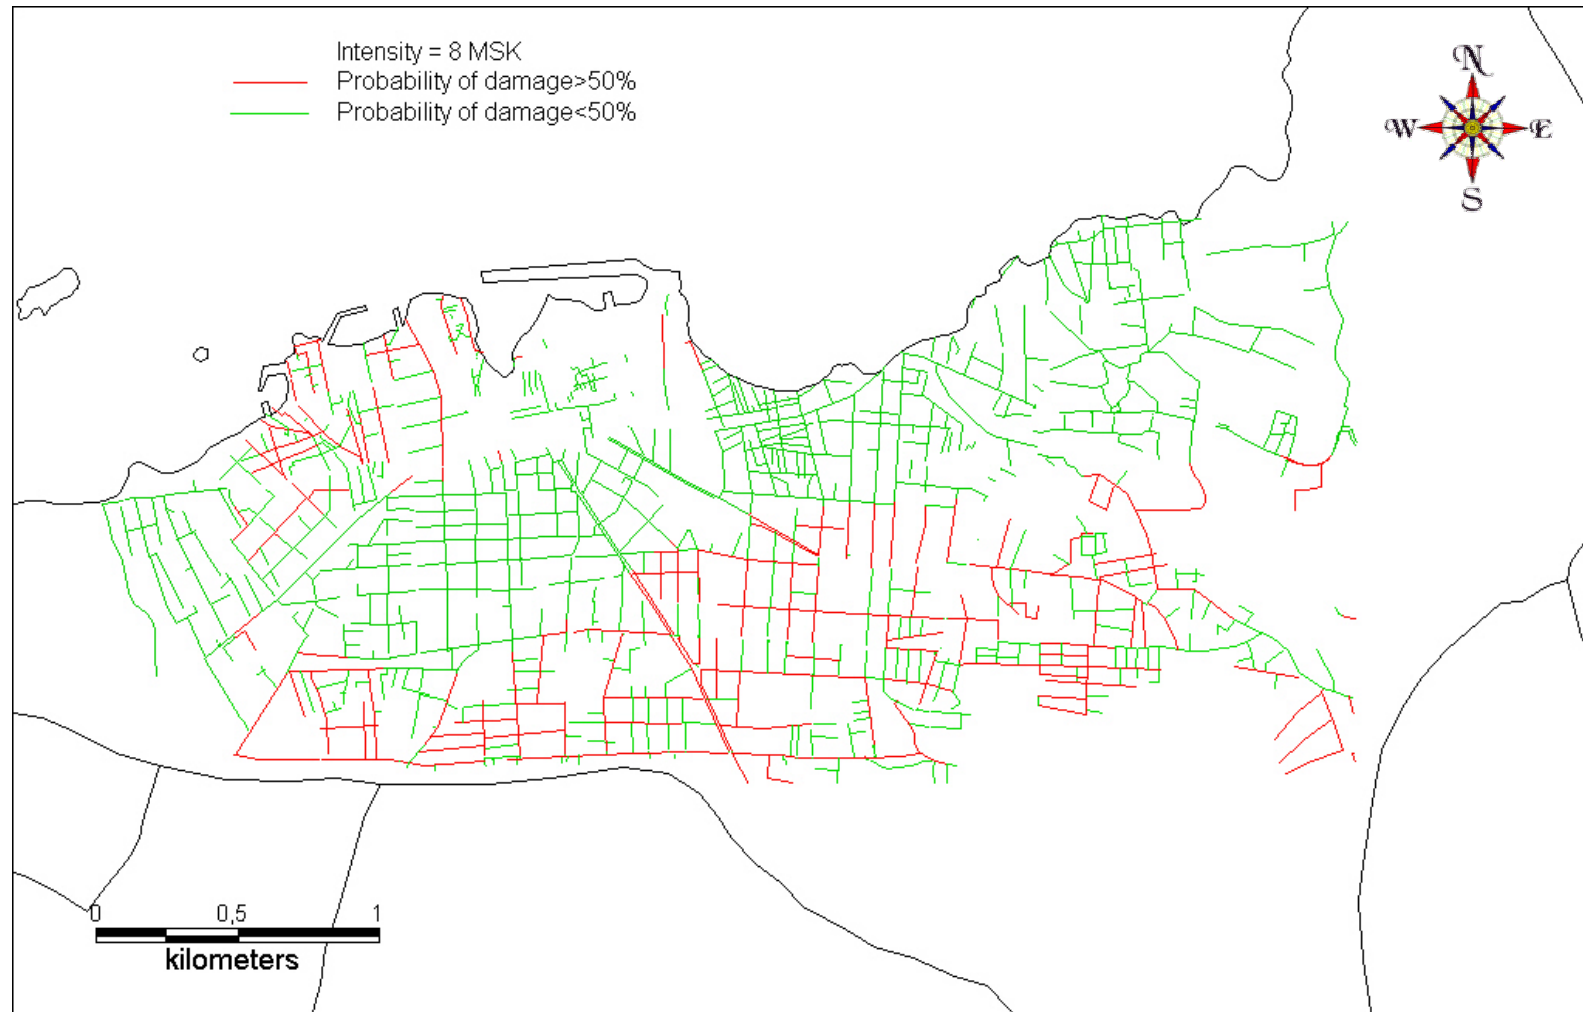 Intensity = 8 MSK
Probability of damage>50%
Probability of damage<50%
N
W E
S
0 0,5 1
kilometers